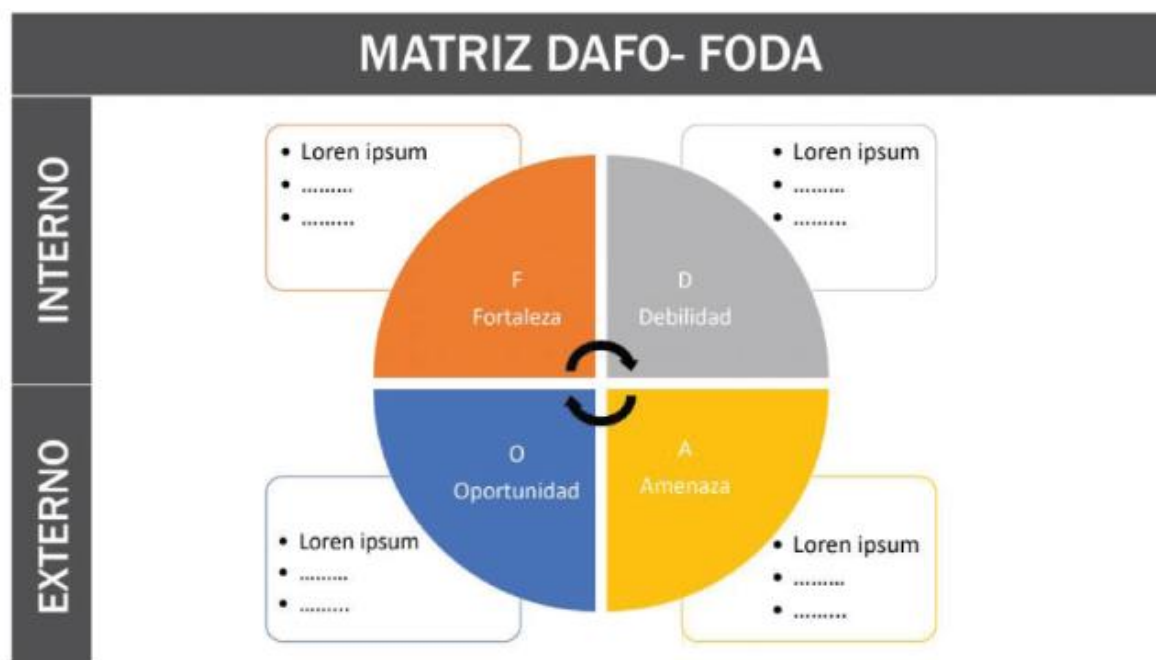 MATRIZ DAFO- FODA
INTERNO
• Loren ipsum
• .........
• .........
F
Fortaleza
• Loren ipsum
• .........
• .........
D
Debilidad
EXTERNO
O
Oportunidad
• Loren ipsum
• .........
• .........
A
Amenaza
• Loren ipsum
• .........
• .........